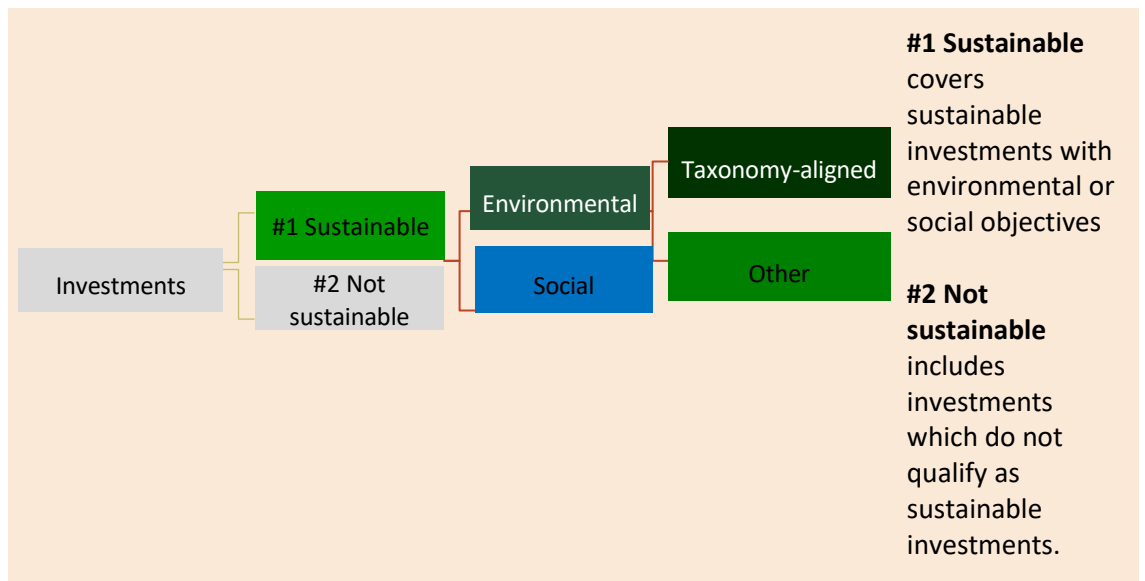 Investments
#1 Sustainable
#2 Not
sustainable
Environmental
Social
Taxonomy-aligned
Other
#1 Sustainable
covers
sustainable
investments with
environmental or
social objectives
#2 Not
sustainable
includes
investments
which do not
qualify as
sustainable
investments.